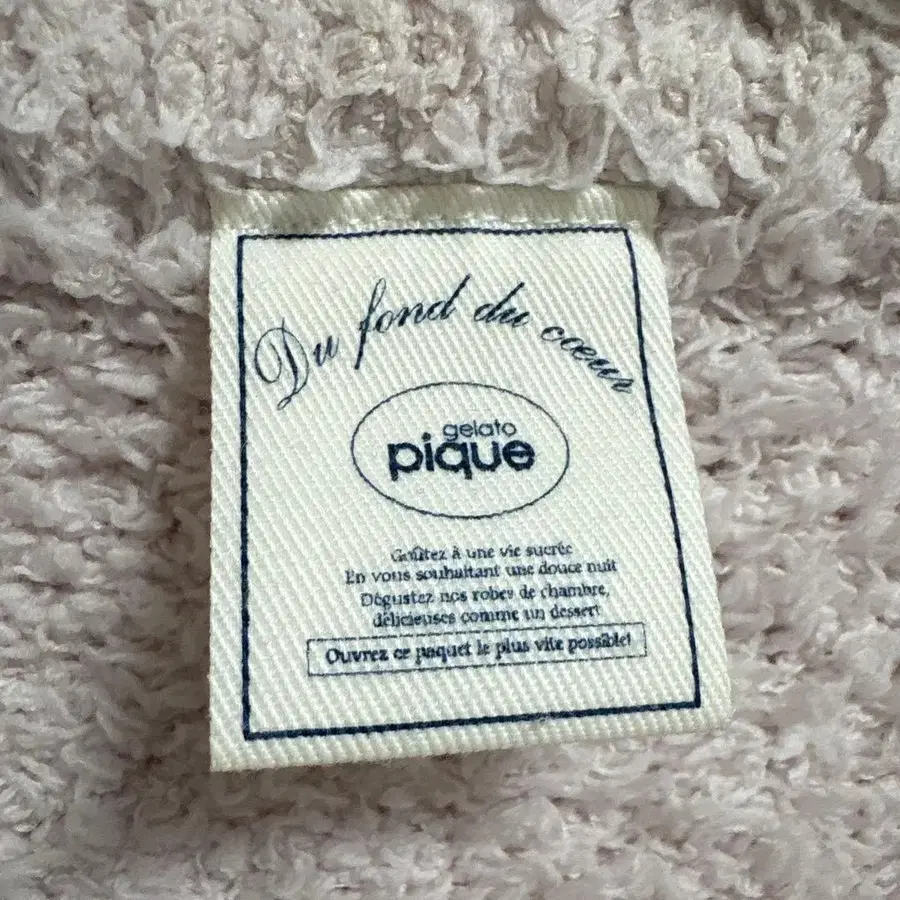 Du fond du cœur
gelato
pique
Goûtez à une vie sucrée
En vous souhaitant une douce nuit
Dégustez nos robes de chambre,
délicieuses comme un dessert
Ouvrez ce paquet le plus vite possible!